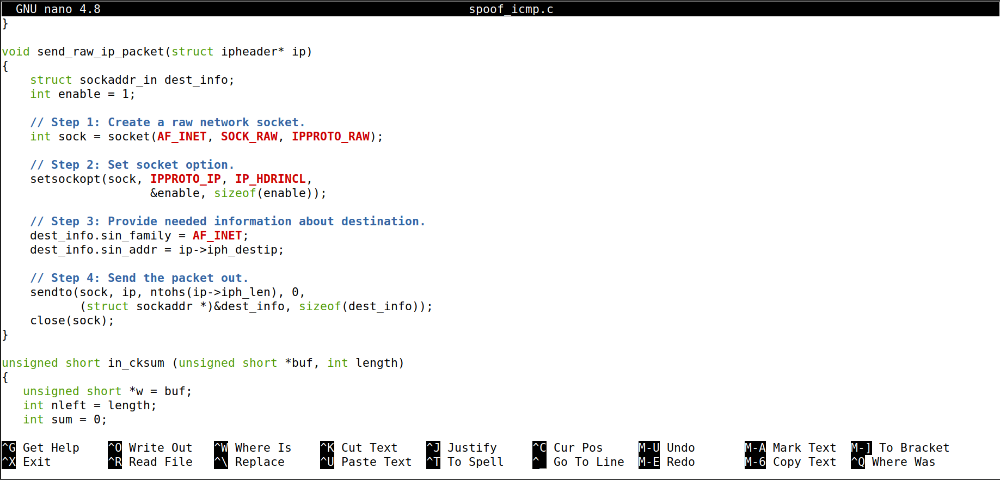 GNU nano 4.8 spoof_icmp.c
}
void send_raw_ip_packet(struct ipheader* ip)
{
    struct sockaddr_in dest_info;
    int enable = 1;
    // Step 1: Create a raw network socket.
    int sock = socket(AF_INET, SOCK_RAW, IPPROTO_RAW);
    // Step 2: Set socket option.
    setsockopt(sock, IPPROTO_IP, IP_HDRINCL,
                     &enable, sizeof(enable));
    // Step 3: Provide needed information about destination.
    dest_info.sin_family = AF_INET;
    dest_info.sin_addr = ip->iph_destip;
    // Step 4: Send the packet out.
    sendto(sock, ip, ntohs(ip->iph_len), 0,
           (struct sockaddr *)&dest_info, sizeof(dest_info));
    close(sock);
}
unsigned short in_cksum (unsigned short *buf, int length)
{
   unsigned short *w = buf;
   int nleft = length;
   int sum = 0;
^G Get Help ^O Write Out ^W Where Is ^K Cut Text ^J Justify ^C Cur Pos M-U Undo M-A Mark Text M-] To Bracket
^X Exit ^R Read File ^\ Replace ^U Paste Text ^T To Spell ^_ Go To Line M-E Redo M-6 Copy Text ^Q Where Was